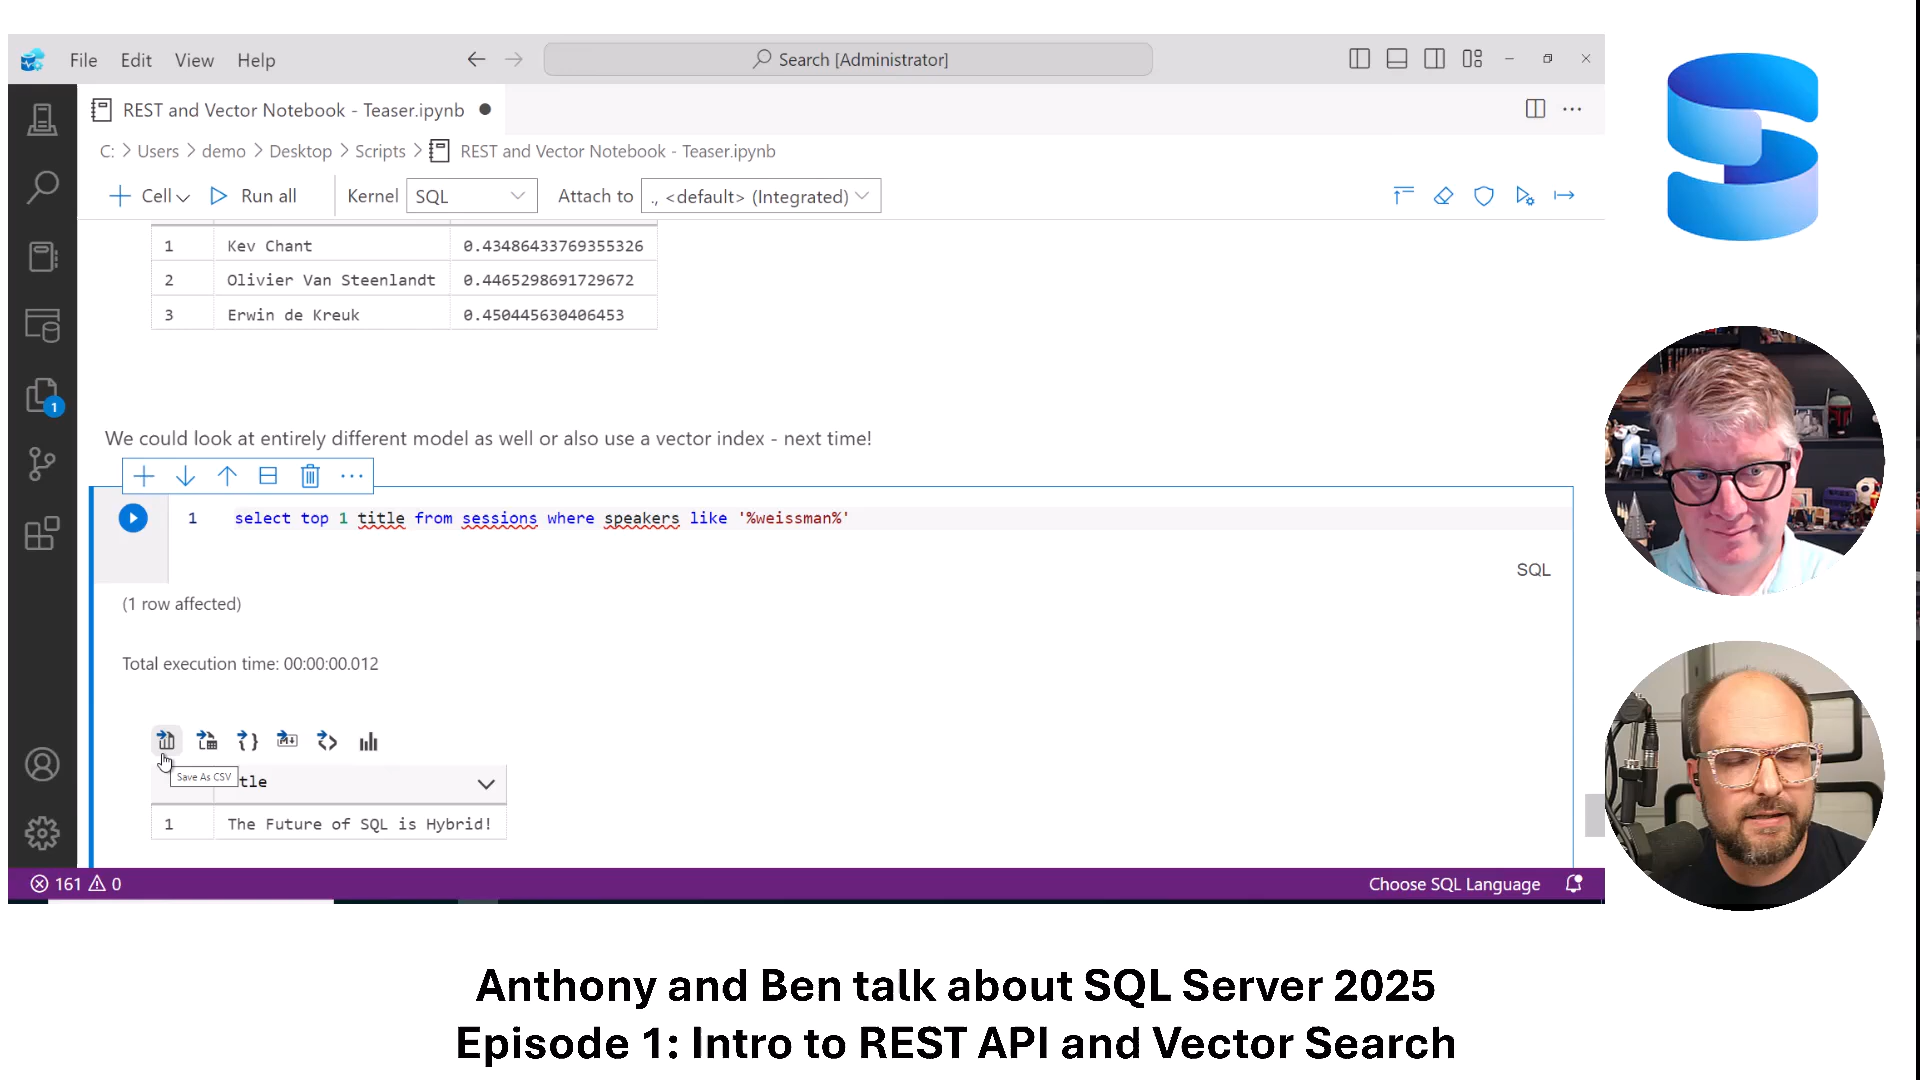 File Edit View Help
Search [Administrator]
REST and Vector Notebook - Teaser.ipynb
C: > Users > demo > Desktop > Scripts > REST and Vector Notebook - Teaser.ipynb
Cell Run all Kernel SQL Attach to ., <default> (Integrated)
1 Kev Chant 0.43486433769355326
2 Olivier Van Steenlandt 0.4465298691729672
3 Erwin de Kreuk 0.450445630406453
We could look at entirely different model as well or also use a vector index - next time!
1 select top 1 title from sessions where speakers like '%weissman%'
SQL
(1 row affected)
Total execution time: 00:00:00.012
Save As CSV
tle
1 The Future of SQL is Hybrid!
1
161 0
Choose SQL Language
Anthony and Ben talk about SQL Server 2025
Episode 1: Intro to REST API and Vector Search